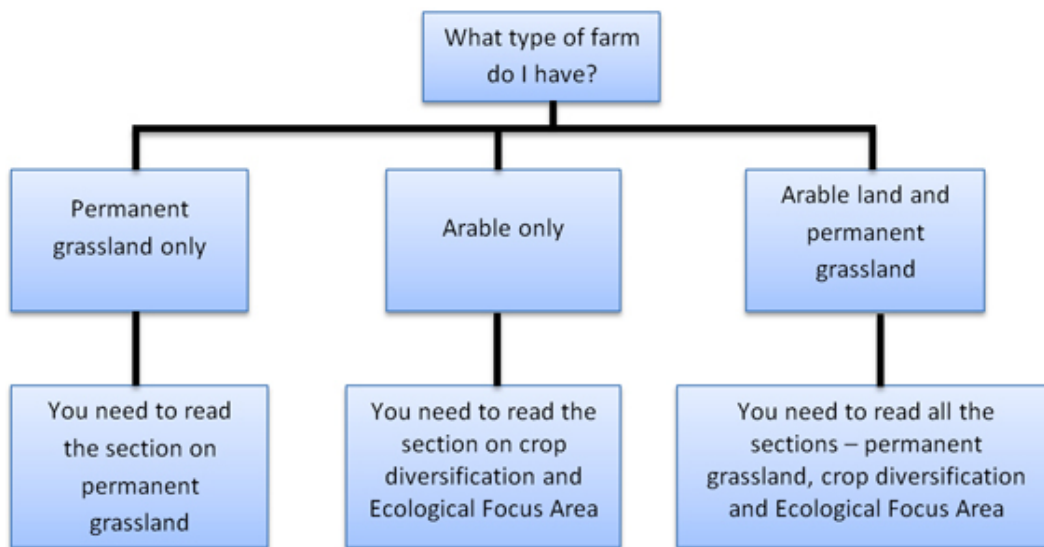 What type of farm
do I have?
Permanent
grassland only
Arable only
Arable land and
permanent
grassland
You need to read
the section on
permanent
grassland
You need to read the
section on crop
diversification and
Ecological Focus Area
You need to read all the
sections – permanent
grassland, crop diversification
and Ecological Focus Area